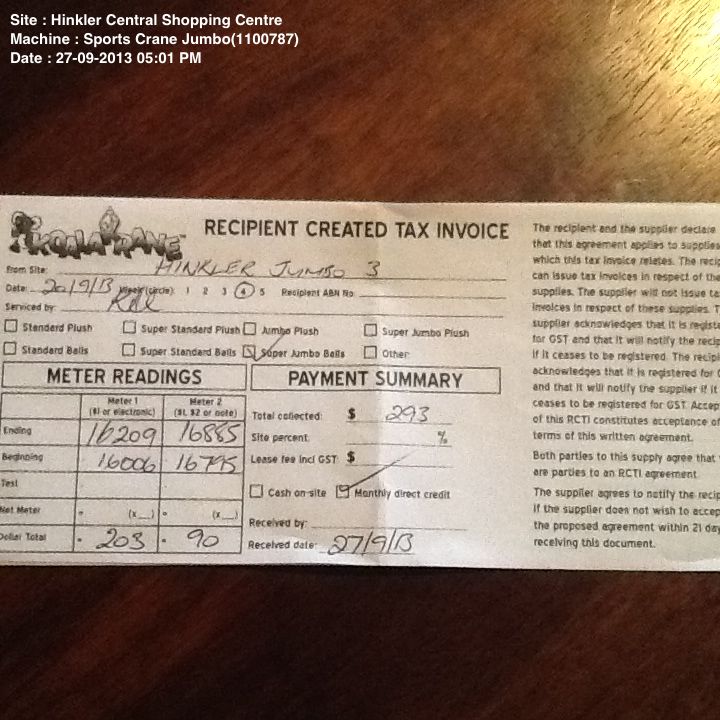 Site : Hinkler Central Shopping Centre
Machine : Sports Crane Jumbo(1100787)
Date : 27-09-2013 05:01 PM
KOALA KRANE™ RECIPIENT CREATED TAX INVOICE
From Site: HINKLER JUMBO 3
Date: 20/9/13 Week (circle): 1 2 3 4 5 Recipient ABN No:
Serviced by:
Standard Plush Super Standard Plush Jumbo Plush Super Jumbo Plush
Standard Balls Super Standard Balls Super Jumbo Balls Other
METER READINGS
Meter 1 Meter 2
($1 or electronic) ($1, $2 or note)
Ending 16209 16885
Beginning 16006 16795
Test
Net Meter = (x__) = (x__)
Dollar Total = 203 = 90
PAYMENT SUMMARY
Total collected: $ 293
Site percent: %
Lease fee incl GST: $
Cash on-site Monthly direct credit
Received by:
Received date: 27/9/13
The recipient and the supplier declare
that this agreement applies to supplies
which this tax invoice relates. The recip
can issue tax invoices in respect of the
supplies. The supplier will not issue ta
invoices in respect of these supplies. T
supplier acknowledges that it is registe
for GST and that it will notify the recip
if it ceases to be registered. The recipie
acknowledges that it is registered for G
and that it will notify the supplier if it
ceases to be registered for GST. Accep
of this RCTI constitutes acceptance of
terms of this written agreement.
Both parties to this supply agree that
are parties to an RCTI agreement.
The supplier agrees to notify the recip
if the supplier does not wish to accep
the proposed agreement within 21 day
receiving this document.